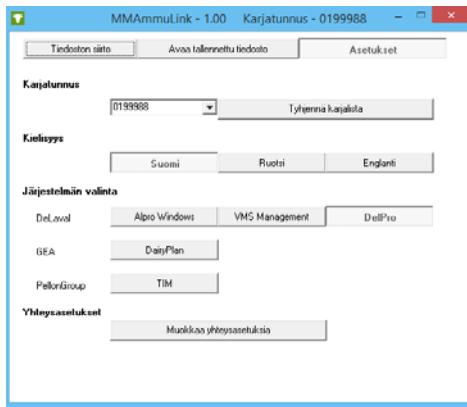 MMAmmuLink - 1.00 Karjatunnus - 0199988
Tiedoston siirto Avaa tallennettu tiedosto Asetukset
Karjatunnus
0199988 Tyhjennä karjalista
Kielisyys
Suomi Ruotsi Englanti
Järjestelmän valinta
DeLaval Alpro Windows VMS Management DelPro
GEA DairyPlan
PellonGroup TIM
Yhteysasetukset
Muokkaa yhteysasetuksia